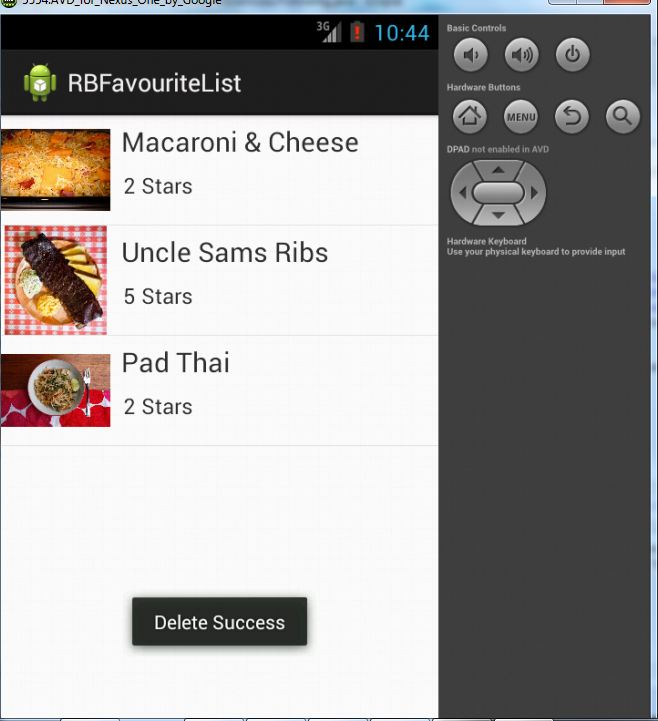 5554:AVD_for_Nexus_One_by_Google
3G 10:44
RBFavouriteList
Macaroni & Cheese
2 Stars
Uncle Sams Ribs
5 Stars
Pad Thai
2 Stars
Delete Success
Basic Controls
Hardware Buttons
MENU
DPAD not enabled in AVD
Hardware Keyboard
Use your physical keyboard to provide input